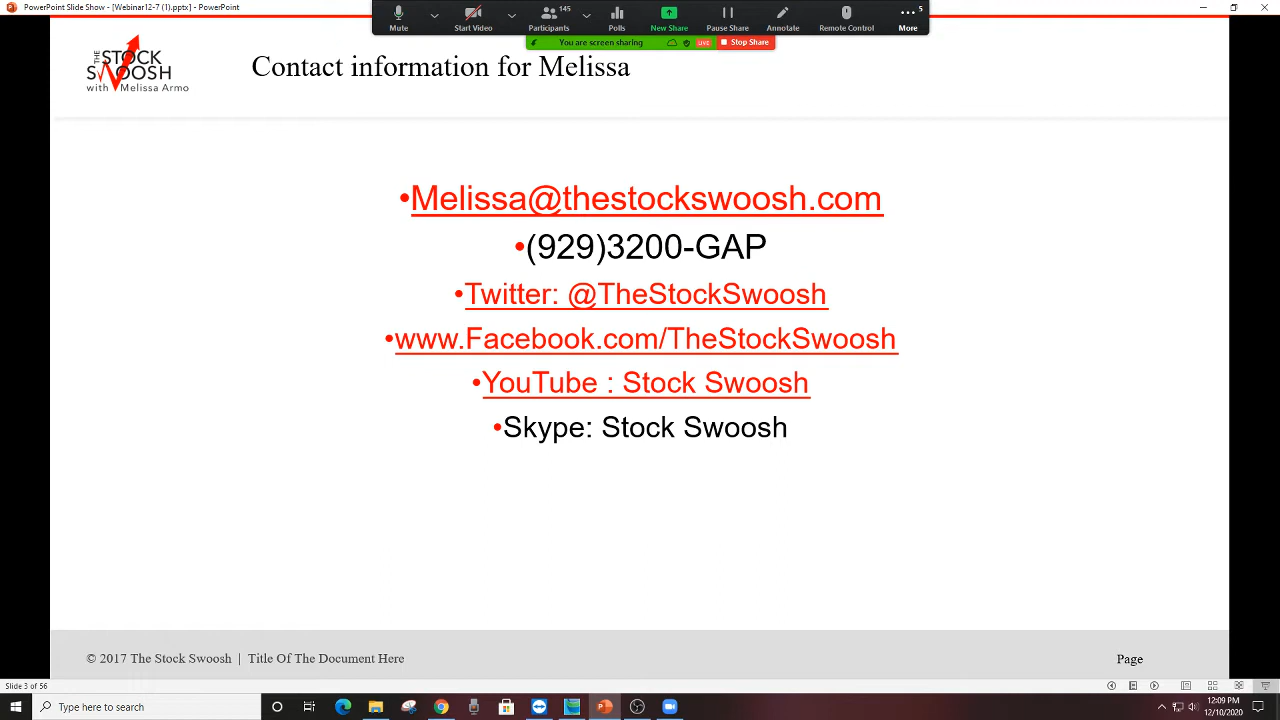 PowerPoint Slide Show - [Webinar12-7 (1).pptx] - PowerPoint
Mute
Start Video
145
Participants
Polls
New Share
Pause Share
Annotate
Remote Control
5
More
You are screen sharing
LIVE
Stop Share
THE STOCK
SWOOSH
with Melissa Armo
Contact information for Melissa
•Melissa@thestockswoosh.com
•(929)3200-GAP
•Twitter: @TheStockSwoosh
•www.Facebook.com/TheStockSwoosh
•YouTube : Stock Swoosh
•Skype: Stock Swoosh
© 2017 The Stock Swoosh | Title Of The Document Here
Page
Slide 3 of 56
Type here to search
12:09 PM
12/10/2020